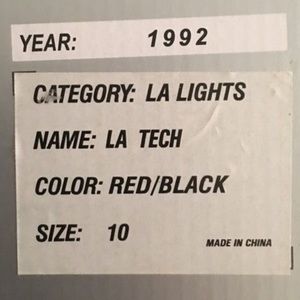 YEAR: 1992
CATEGORY: LA LIGHTS
NAME: LA TECH
COLOR: RED/BLACK
SIZE: 10
MADE IN CHINA